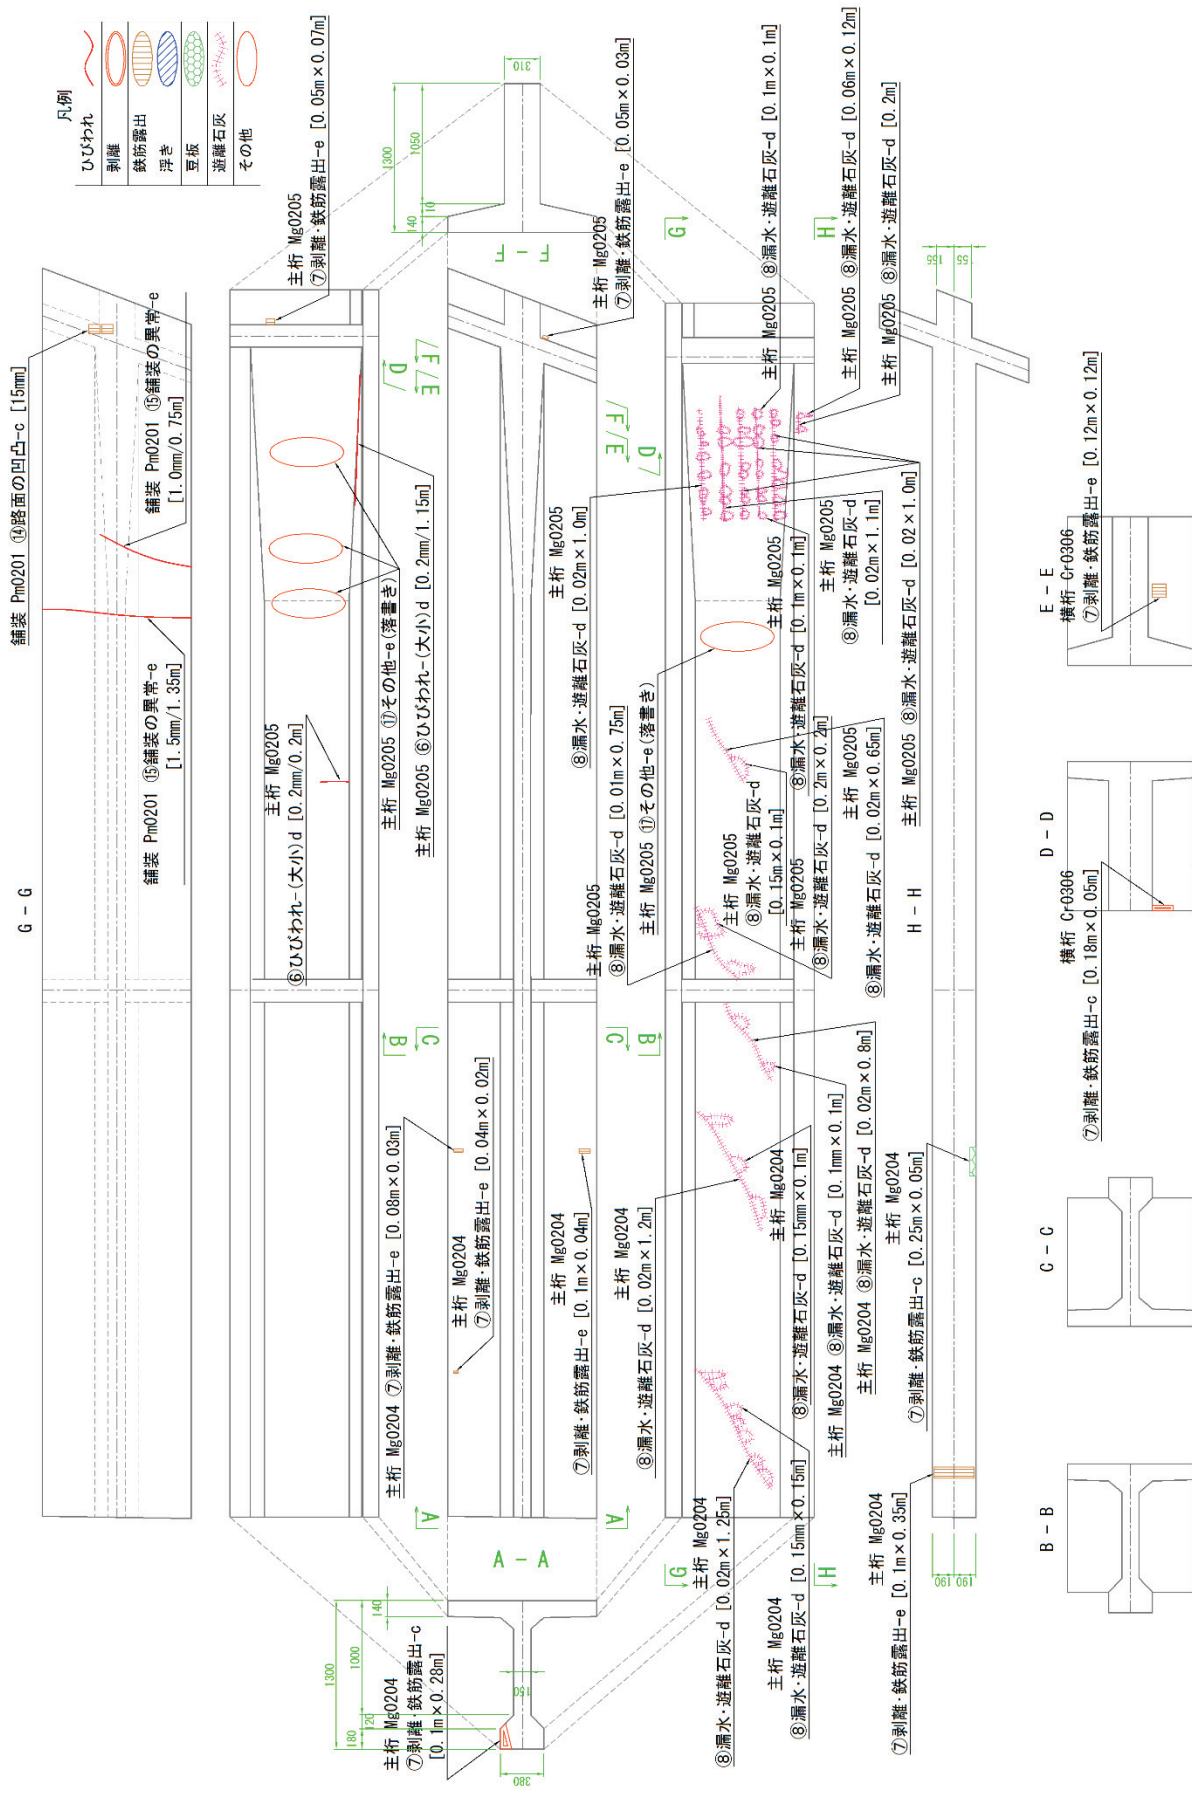 凡例
ひびわれ
剥離
鉄筋露出
浮き
豆板
遊離石灰
その他
G - G
舗装 Pm0201 ⑭路面の凹凸-c [15mm]
舗装 Pm0201 ⑮舗装の異常-e
[1.0mm/0.75m]
舗装 Pm0201 ⑮舗装の異常-e
[1.5mm/1.35m]
主桁 Mg0205
⑦剥離・鉄筋露出-e [0.05m×0.07m]
主桁 Mg0205
⑥ひびわれ-(大小)d [0.2mm/0.2m]
主桁 Mg0205 ⑰その他-e(落書き)
主桁 Mg0205 ⑥ひびわれ-(大小)d [0.2mm/1.15m]
D
F
E
B
C
A
1300
1050
10
140
310
F - F
主桁 Mg0205
⑦剥離・鉄筋露出-e [0.05m×0.03m]
主桁 Mg0204 ⑦剥離・鉄筋露出-e [0.08m×0.03m]
主桁 Mg0204
⑦剥離・鉄筋露出-e [0.04m×0.02m]
主桁 Mg0204
⑦剥離・鉄筋露出-e [0.1m×0.04m]
A - A
1300
1000
140
120
180
150
380
主桁 Mg0204
⑦剥離・鉄筋露出-c
[0.1m×0.28m]
F
E
D
C
B
A
G
H
主桁 Mg0205 ⑧漏水・遊離石灰-d [0.1m×0.1m]
主桁 Mg0205 ⑧漏水・遊離石灰-d [0.06m×0.12m]
主桁 Mg0205 ⑧漏水・遊離石灰-d [0.2m]
主桁 Mg0205
⑧漏水・遊離石灰-d [0.02m×1.0m]
主桁 Mg0205
⑧漏水・遊離石灰-d [0.01m×0.75m]
主桁 Mg0205 ⑰その他-e(落書き)
主桁 Mg0205
⑧漏水・遊離石灰-d
[0.02m×1.1m]
主桁 Mg0205
⑧漏水・遊離石灰-d [0.1m×0.1m]
主桁 Mg0205
⑧漏水・遊離石灰-d
[0.15m×0.1m]
主桁 Mg0205
⑧漏水・遊離石灰-d [0.2m×0.2m]
主桁 Mg0205
⑧漏水・遊離石灰-d [0.02m×0.65m]
主桁 Mg0205 ⑧漏水・遊離石灰-d [0.02×1.0m]
主桁 Mg0204
⑧漏水・遊離石灰-d [0.02m×1.2m]
主桁 Mg0204
⑧漏水・遊離石灰-d [0.15mm×0.1m]
主桁 Mg0204 ⑧漏水・遊離石灰-d [0.1mm×0.1m]
主桁 Mg0204 ⑧漏水・遊離石灰-d [0.02m×0.8m]
主桁 Mg0204
⑧漏水・遊離石灰-d [0.02m×1.25m]
主桁 Mg0204
⑧漏水・遊離石灰-d [0.15mm×0.15m]
G
H
H - H
主桁 Mg0204
⑦剥離・鉄筋露出-c [0.25m×0.05m]
主桁 Mg0204
⑦剥離・鉄筋露出-e [0.1m×0.35m]
190
190
155
155
B - B
C - C
D - D
横桁 Cr0306
⑦剥離・鉄筋露出-c [0.18m×0.05m]
E - E
横桁 Cr0306
⑦剥離・鉄筋露出-e [0.12m×0.12m]